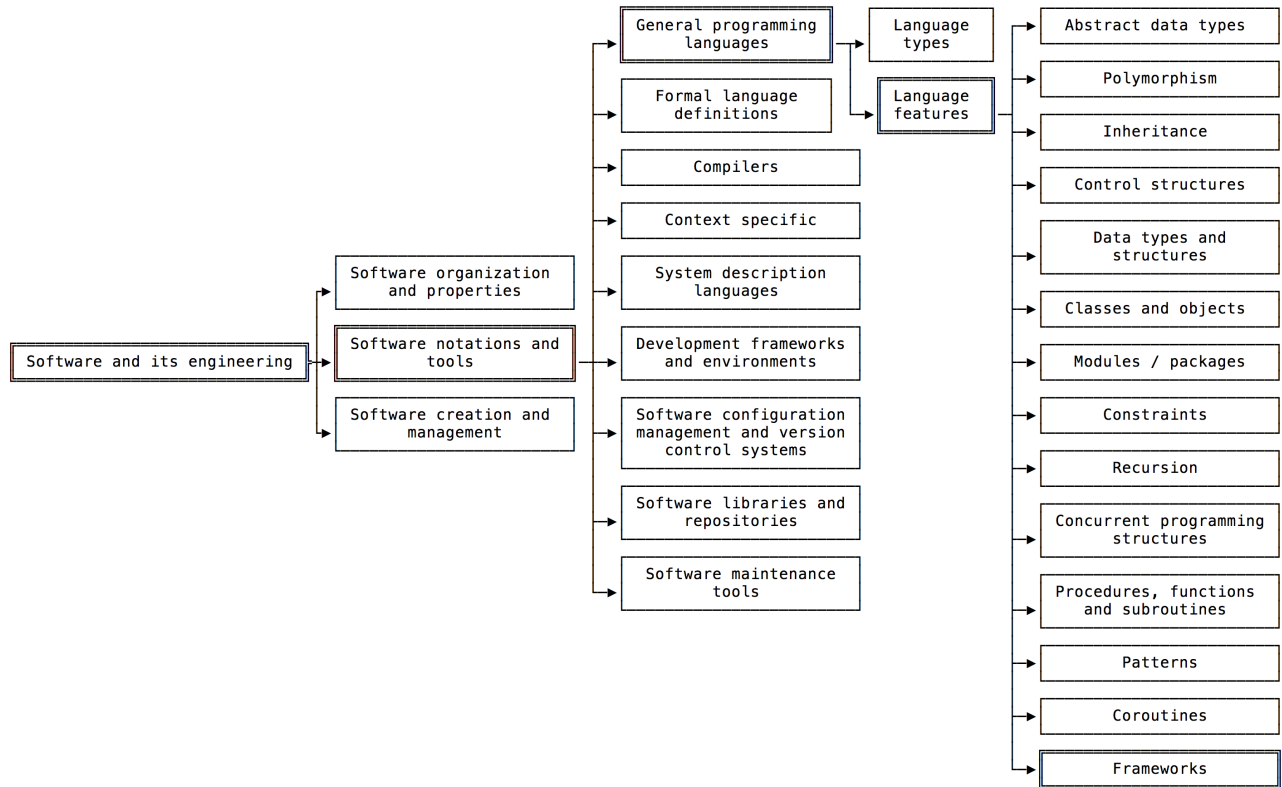 Software and its engineering
Software organization
and properties
Software notations and
tools
Software creation and
management
General programming
languages
Formal language
definitions
Compilers
Context specific
System description
languages
Development frameworks
and environments
Software configuration
management and version
control systems
Software libraries and
repositories
Software maintenance
tools
Language
types
Language
features
Abstract data types
Polymorphism
Inheritance
Control structures
Data types and
structures
Classes and objects
Modules / packages
Constraints
Recursion
Concurrent programming
structures
Procedures, functions
and subroutines
Patterns
Coroutines
Frameworks